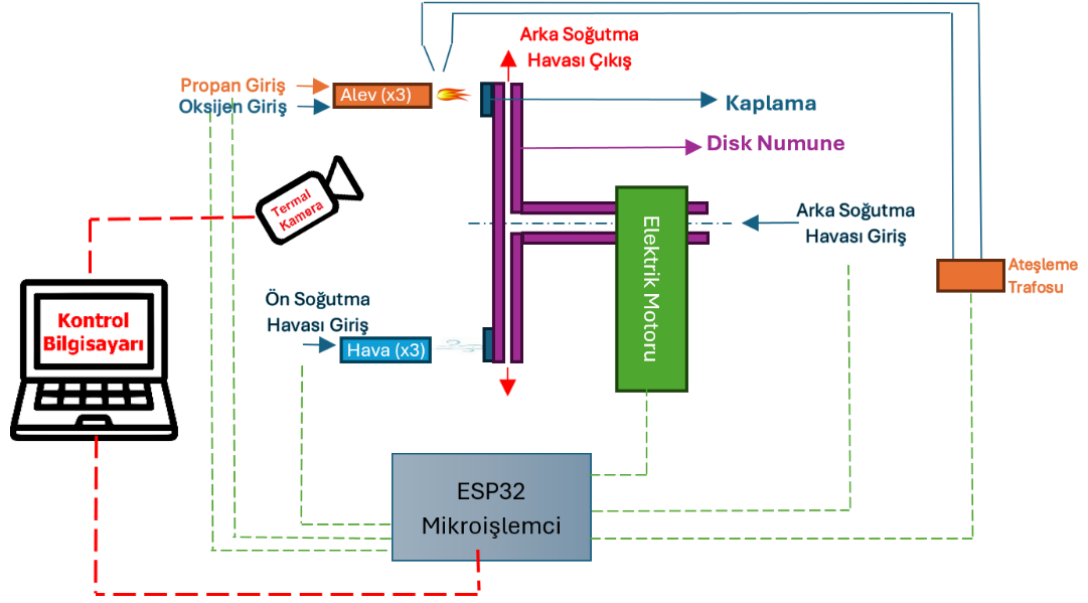 Arka Soğutma
Havası Çıkış
Propan Giriş
Oksijen Giriş
Alev (x3)
Kaplama
Disk Numune
Termal
Kamera
Elektrik Motoru
Arka Soğutma
Havası Giriş
Ateşleme
Trafosu
Ön Soğutma
Havası Giriş
Hava (x3)
Kontrol
Bilgisayarı
ESP32
Mikroişlemci